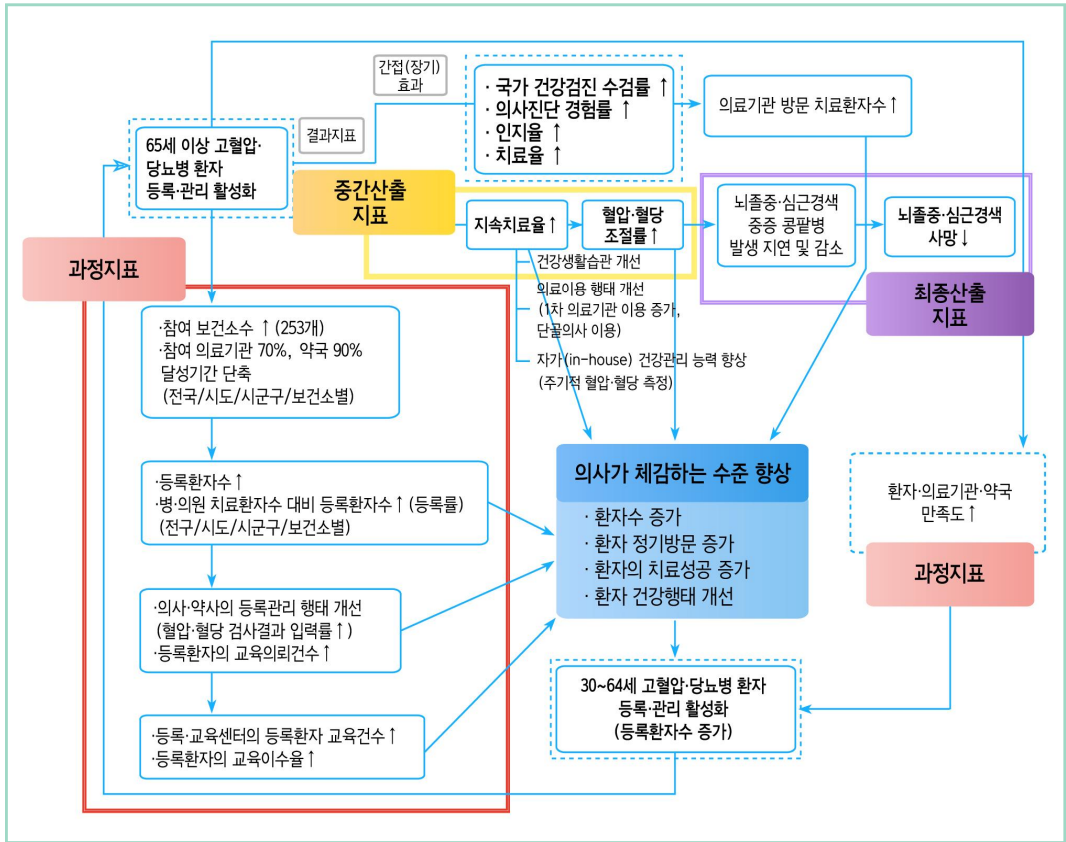 간접(장기)
효과
결과지표
65세 이상 고혈압·
당뇨병 환자
등록·관리 활성화
· 국가 건강검진 수검률 ↑
· 의사진단 경험률 ↑
· 인지율 ↑
· 치료율 ↑
의료기관 방문 치료환자수 ↑
중간산출
지표
지속치료율 ↑
혈압·혈당
조절률 ↑
뇌졸중·심근경색
중증 콩팥병
발생 지연 및 감소
뇌졸중·심근경색
사망 ↓
최종산출
지표
건강생활습관 개선
의료이용 행태 개선
(1차 의료기관 이용 증가,
단골의사 이용)
자가(in-house) 건강관리 능력 향상
(주기적 혈압·혈당 측정)
과정지표
·참여 보건소수 ↑ (253개)
·참여 의료기관 70%, 약국 90%
달성기간 단축
(전국/시도/시군구/보건소별)
·등록환자수 ↑
·병·의원 치료환자수 대비 등록환자수 ↑ (등록률)
(전구/시도/시군구/보건소별)
·의사·약사의 등록관리 행태 개선
(혈압·혈당 검사결과 입력률 ↑)
·등록환자의 교육의뢰건수 ↑
·등록·교육센터의 등록환자 교육건수 ↑
·등록환자의 교육이수율 ↑
의사가 체감하는 수준 향상
· 환자수 증가
· 환자 정기방문 증가
· 환자의 치료성공 증가
· 환자 건강행태 개선
환자·의료기관·약국
만족도 ↑
과정지표
30~64세 고혈압·당뇨병 환자
등록·관리 활성화
(등록환자수 증가)